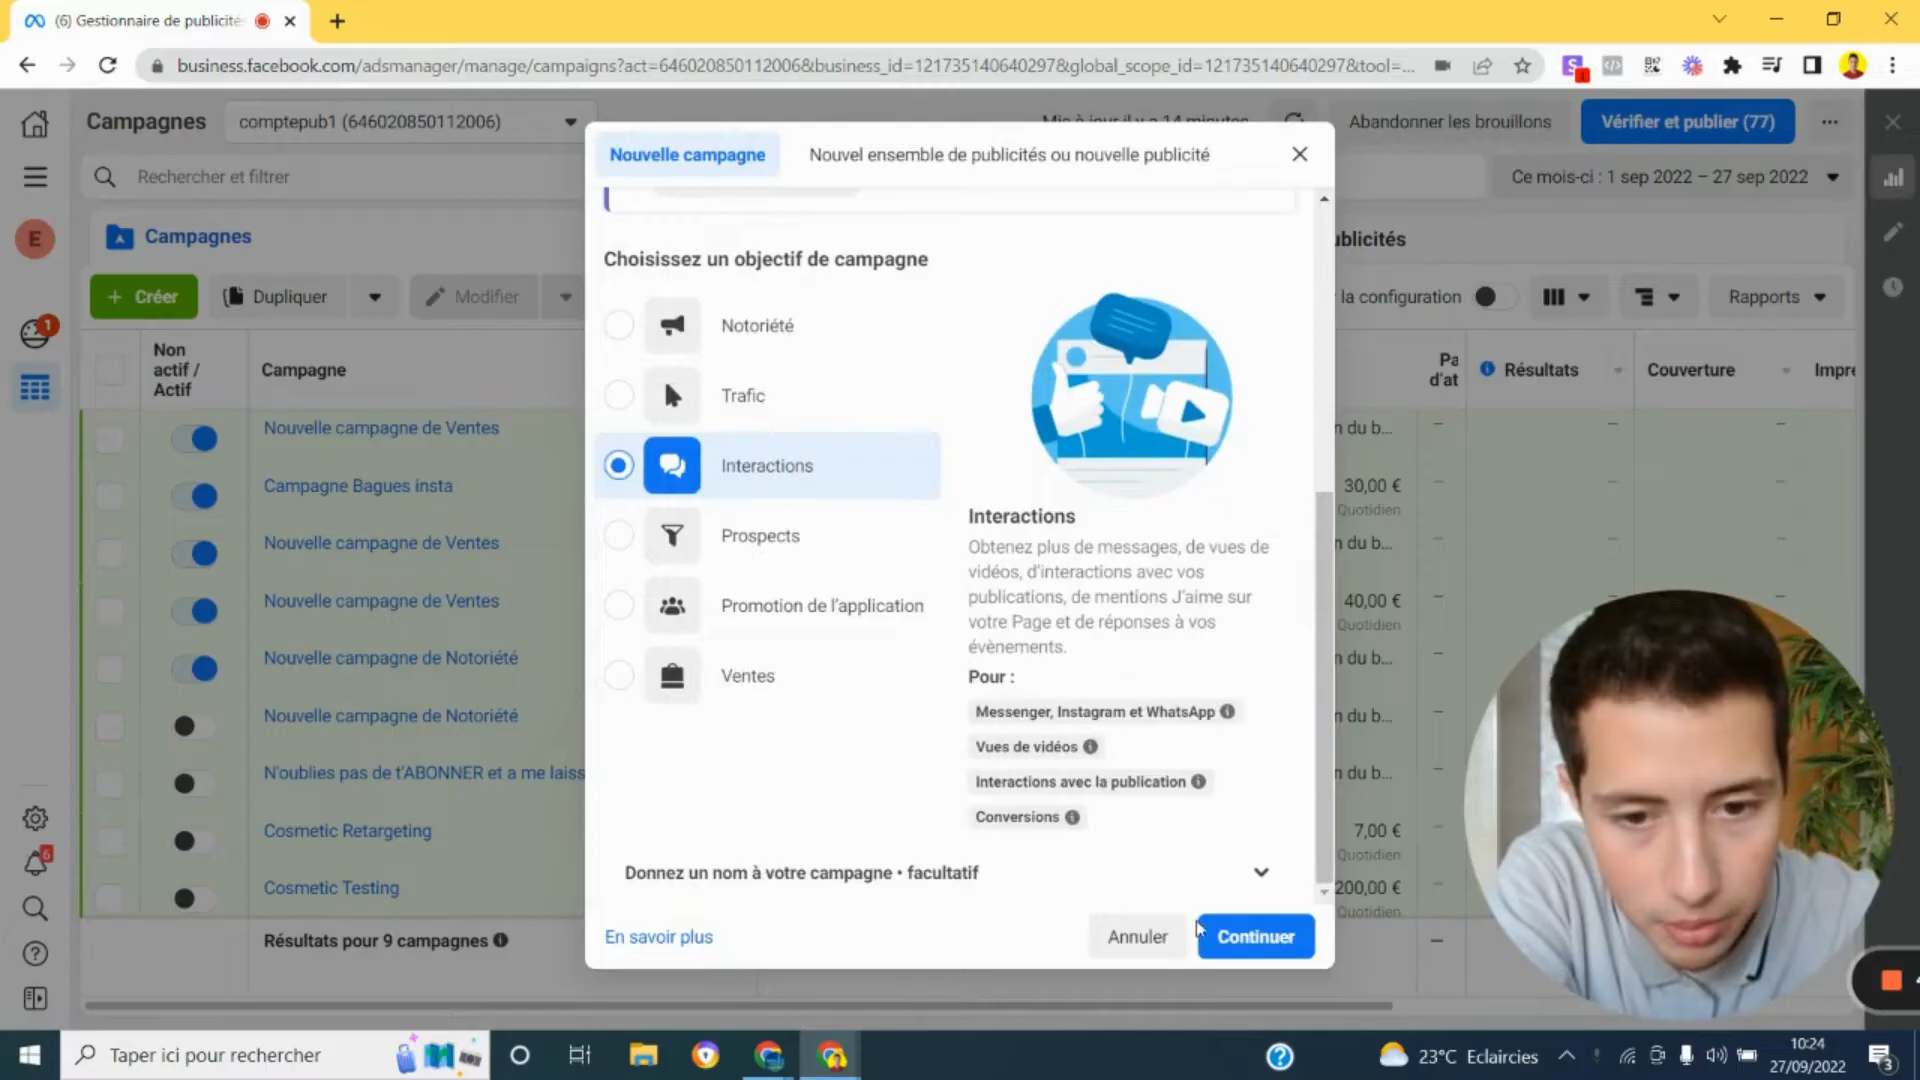 (6) Gestionnaire de publicités
business.facebook.com/adsmanager/manage/campaigns?act=646020850112006&business_id=121735140640297&global_scope_id=121735140640297&tool=...
Campagnes
comptepub1 (646020850112006)
Abandonner les brouillons
Vérifier et publier (77)
Rechercher et filtrer
Ce mois-ci : 1 sep 2022 – 27 sep 2022
Campagnes
Créer
Dupliquer
Modifier
la configuration
Rapports
Non
actif /
Actif
Campagne
Résultats
Couverture
Nouvelle campagne de Ventes
Campagne Bagues insta
30,00 €
Quotidien
Nouvelle campagne de Ventes
Nouvelle campagne de Ventes
40,00 €
Quotidien
Nouvelle campagne de Notoriété
Nouvelle campagne de Notoriété
N'oublies pas de t'ABONNER et a me laiss
Cosmetic Retargeting
7,00 €
Quotidien
Cosmetic Testing
200,00 €
Quotidien
Résultats pour 9 campagnes
E
1
6
Nouvelle campagne
Nouvel ensemble de publicités ou nouvelle publicité
Choisissez un objectif de campagne
Notoriété
Trafic
Interactions
Prospects
Promotion de l'application
Ventes
Interactions
Obtenez plus de messages, de vues de
vidéos, d'interactions avec vos
publications, de mentions J'aime sur
votre Page et de réponses à vos
évènements.
Pour :
Messenger, Instagram et WhatsApp
Vues de vidéos
Interactions avec la publication
Conversions
Donnez un nom à votre campagne • facultatif
En savoir plus
Annuler
Continuer
Taper ici pour rechercher
23°C Eclaircies
10:24
27/09/2022
3